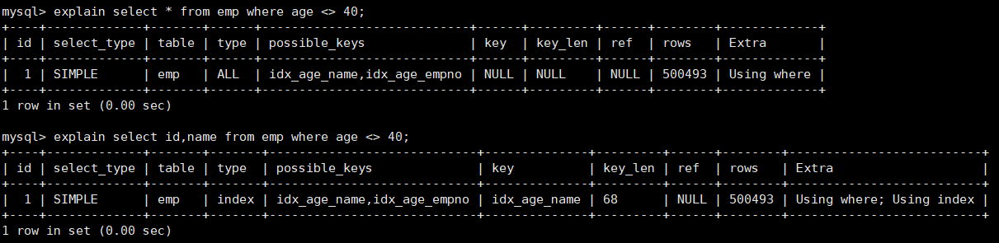 mysql> explain select * from emp where age <> 40;
+----+-------------+-------+------+----------------------------+------+---------+------+--------+-------------+
| id | select_type | table | type | possible_keys              | key  | key_len | ref  | rows   | Extra       |
+----+-------------+-------+------+----------------------------+------+---------+------+--------+-------------+
|  1 | SIMPLE      | emp   | ALL  | idx_age_name,idx_age_empno | NULL | NULL    | NULL | 500493 | Using where |
+----+-------------+-------+------+----------------------------+------+---------+------+--------+-------------+
1 row in set (0.00 sec)

mysql> explain select id,name from emp where age <> 40;
+----+-------------+-------+-------+----------------------------+--------------+---------+------+--------+--------------------------+
| id | select_type | table | type  | possible_keys              | key          | key_len | ref  | rows   | Extra                    |
+----+-------------+-------+-------+----------------------------+--------------+---------+------+--------+--------------------------+
|  1 | SIMPLE      | emp   | index | idx_age_name,idx_age_empno | idx_age_name | 68      | NULL | 500493 | Using where; Using index |
+----+-------------+-------+-------+----------------------------+--------------+---------+------+--------+--------------------------+
1 row in set (0.00 sec)